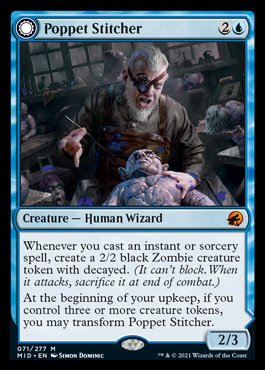 Poppet Stitcher 2
Creature — Human Wizard
Whenever you cast an instant or sorcery
spell, create a 2/2 black Zombie creature
token with decayed. (It can't block. When
it attacks, sacrifice it at end of combat.)
At the beginning of your upkeep, if you
control three or more creature tokens,
you may transform Poppet Stitcher.
2/3
071/277 M
MID • EN Simon Dominic
™ & © 2021 Wizards of the Coast